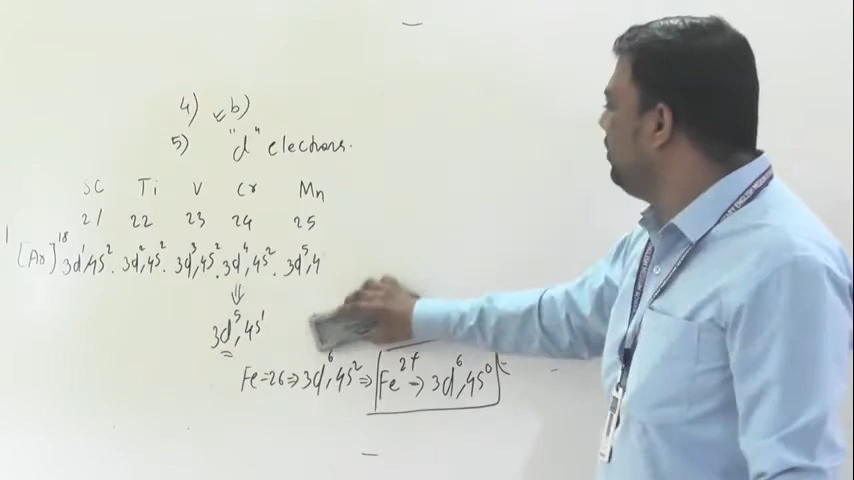 4) ✓ b)
5) "d" electrons.
Sc Ti V Cr Mn
21 22 23 24 25
[Ar]¹⁸ 3d¹,4s². 3d²,4s². 3d³,4s². 3d⁴,4s². 3d⁵,4
⇓
3d⁵,4s¹
Fe=26⇒3d⁶,4s²⇒ Fe²⁺→3d⁶,4s⁰